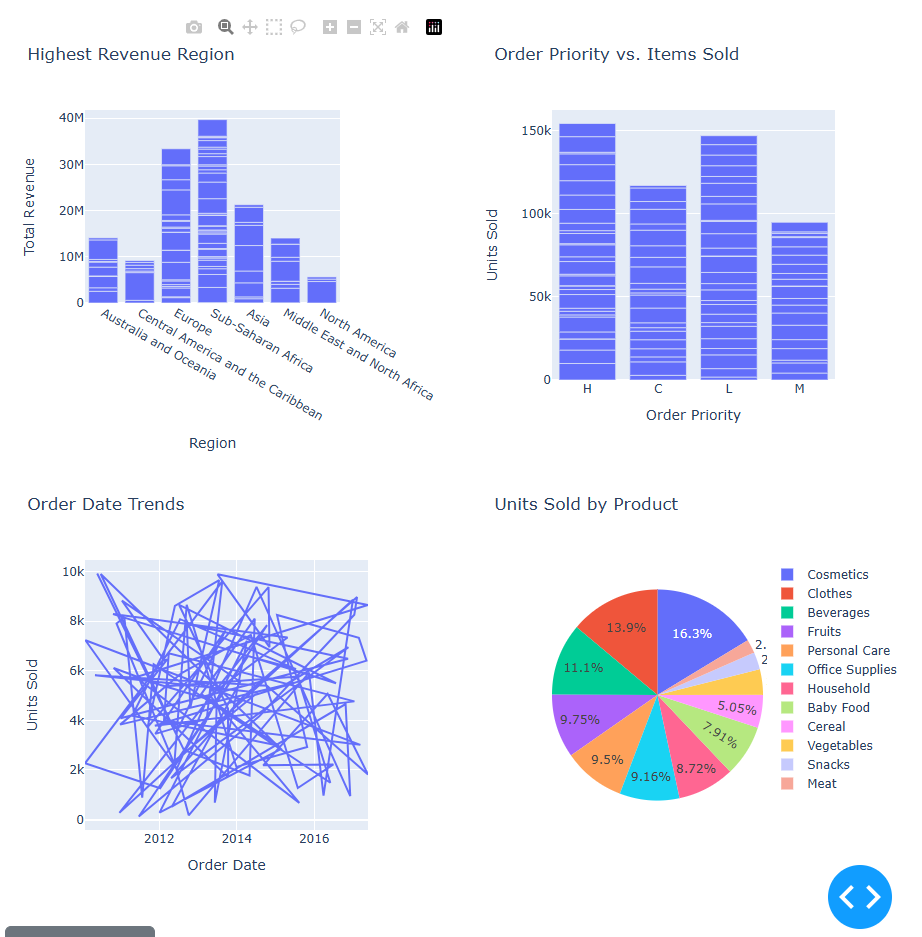 Highest Revenue Region
40M
30M
20M
10M
0
Total Revenue
Australia and Oceania
Central America and the Caribbean
Europe
Sub-Saharan Africa
Asia
Middle East and North Africa
North America
Region
Order Priority vs. Items Sold
150k
100k
50k
0
Units Sold
H C L M
Order Priority
Order Date Trends
10k
8k
6k
4k
2k
0
Units Sold
2012 2014 2016
Order Date
Units Sold by Product
16.3%
13.9%
11.1%
9.75%
9.5%
9.16%
8.72%
7.91%
5.05%
2.
2
Cosmetics
Clothes
Beverages
Fruits
Personal Care
Office Supplies
Household
Baby Food
Cereal
Vegetables
Snacks
Meat